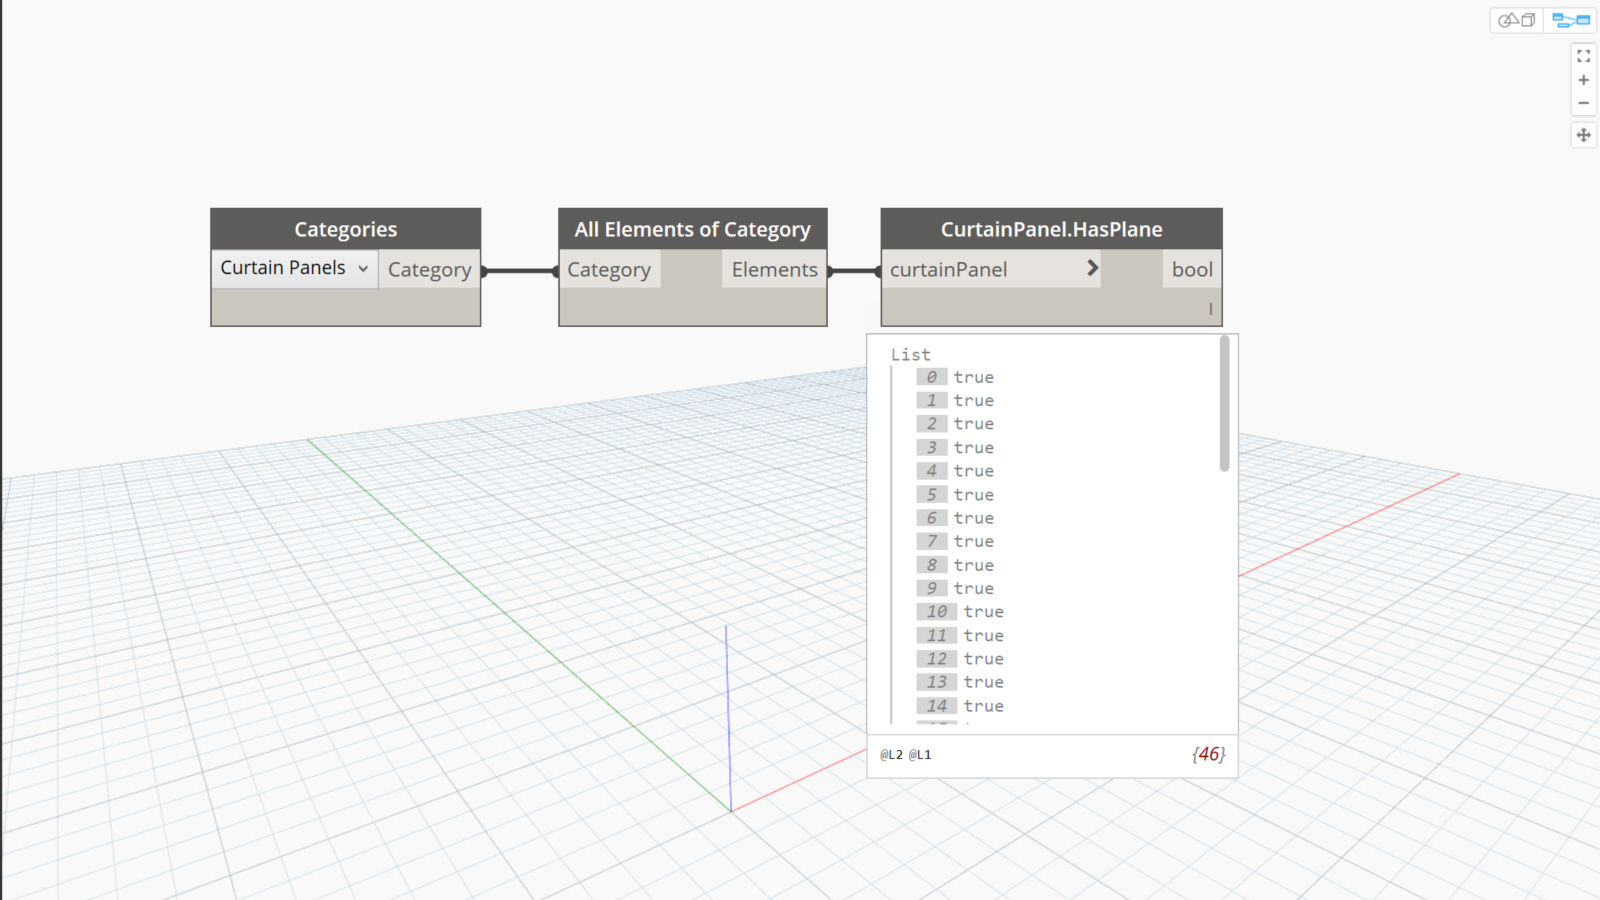 Categories
Curtain Panels
Category
All Elements of Category
Category
Elements
CurtainPanel.HasPlane
curtainPanel
bool
List
0 true
1 true
2 true
3 true
4 true
5 true
6 true
7 true
8 true
9 true
10 true
11 true
12 true
13 true
14 true
@L2 @L1
{46}